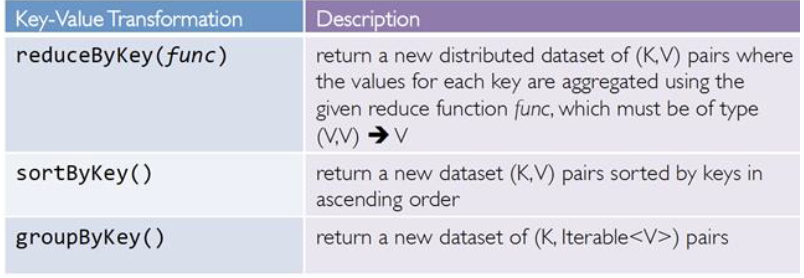 Key-Value Transformation
Description
reduceByKey(func)
return a new distributed dataset of (K,V) pairs where
the values for each key are aggregated using the
given reduce function func, which must be of type
(V,V) ➔ V
sortByKey()
return a new dataset (K,V) pairs sorted by keys in
ascending order
groupByKey()
return a new dataset of (K, Iterable<V>) pairs